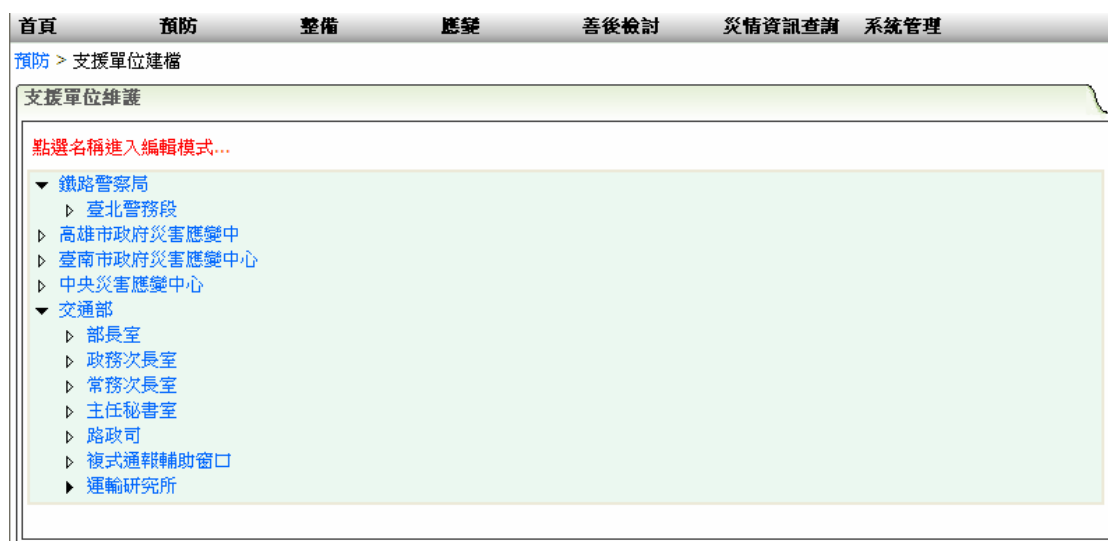 首頁 預防 整備 應變 善後檢討 災情資訊查詢 系統管理
預防 > 支援單位建檔
支援單位維護
點選名稱進入編輯模式...
鐵路警察局
臺北警務段
高雄市政府災害應變中
臺南市政府災害應變中心
中央災害應變中心
交通部
部長室
政務次長室
常務次長室
主任秘書室
路政司
複式通報輔助窗口
運輸研究所